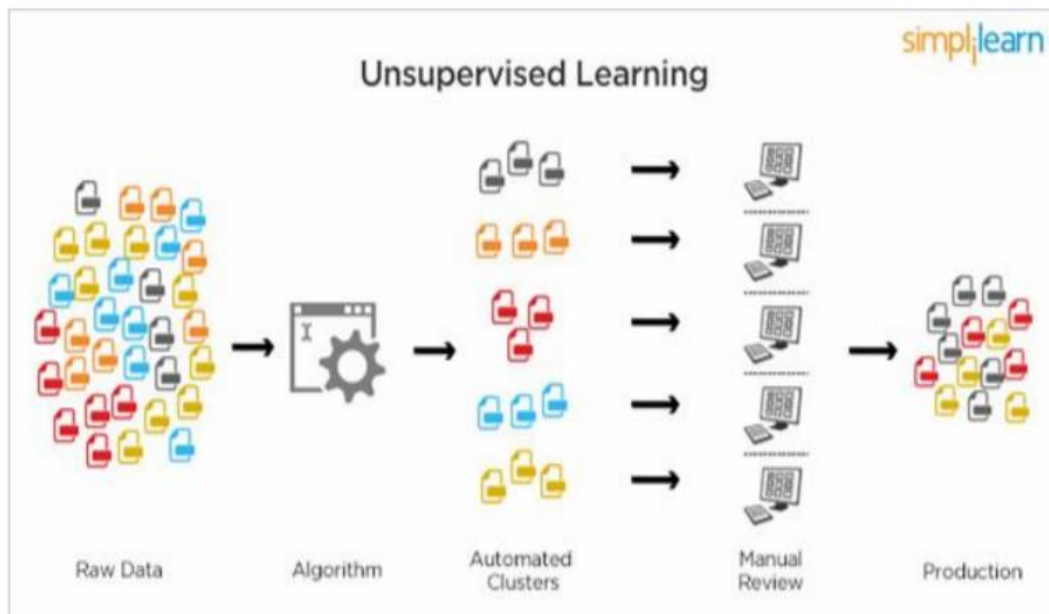 simplilearn
Unsupervised Learning
Raw Data
Algorithm
Automated
Clusters
Manual
Review
Production